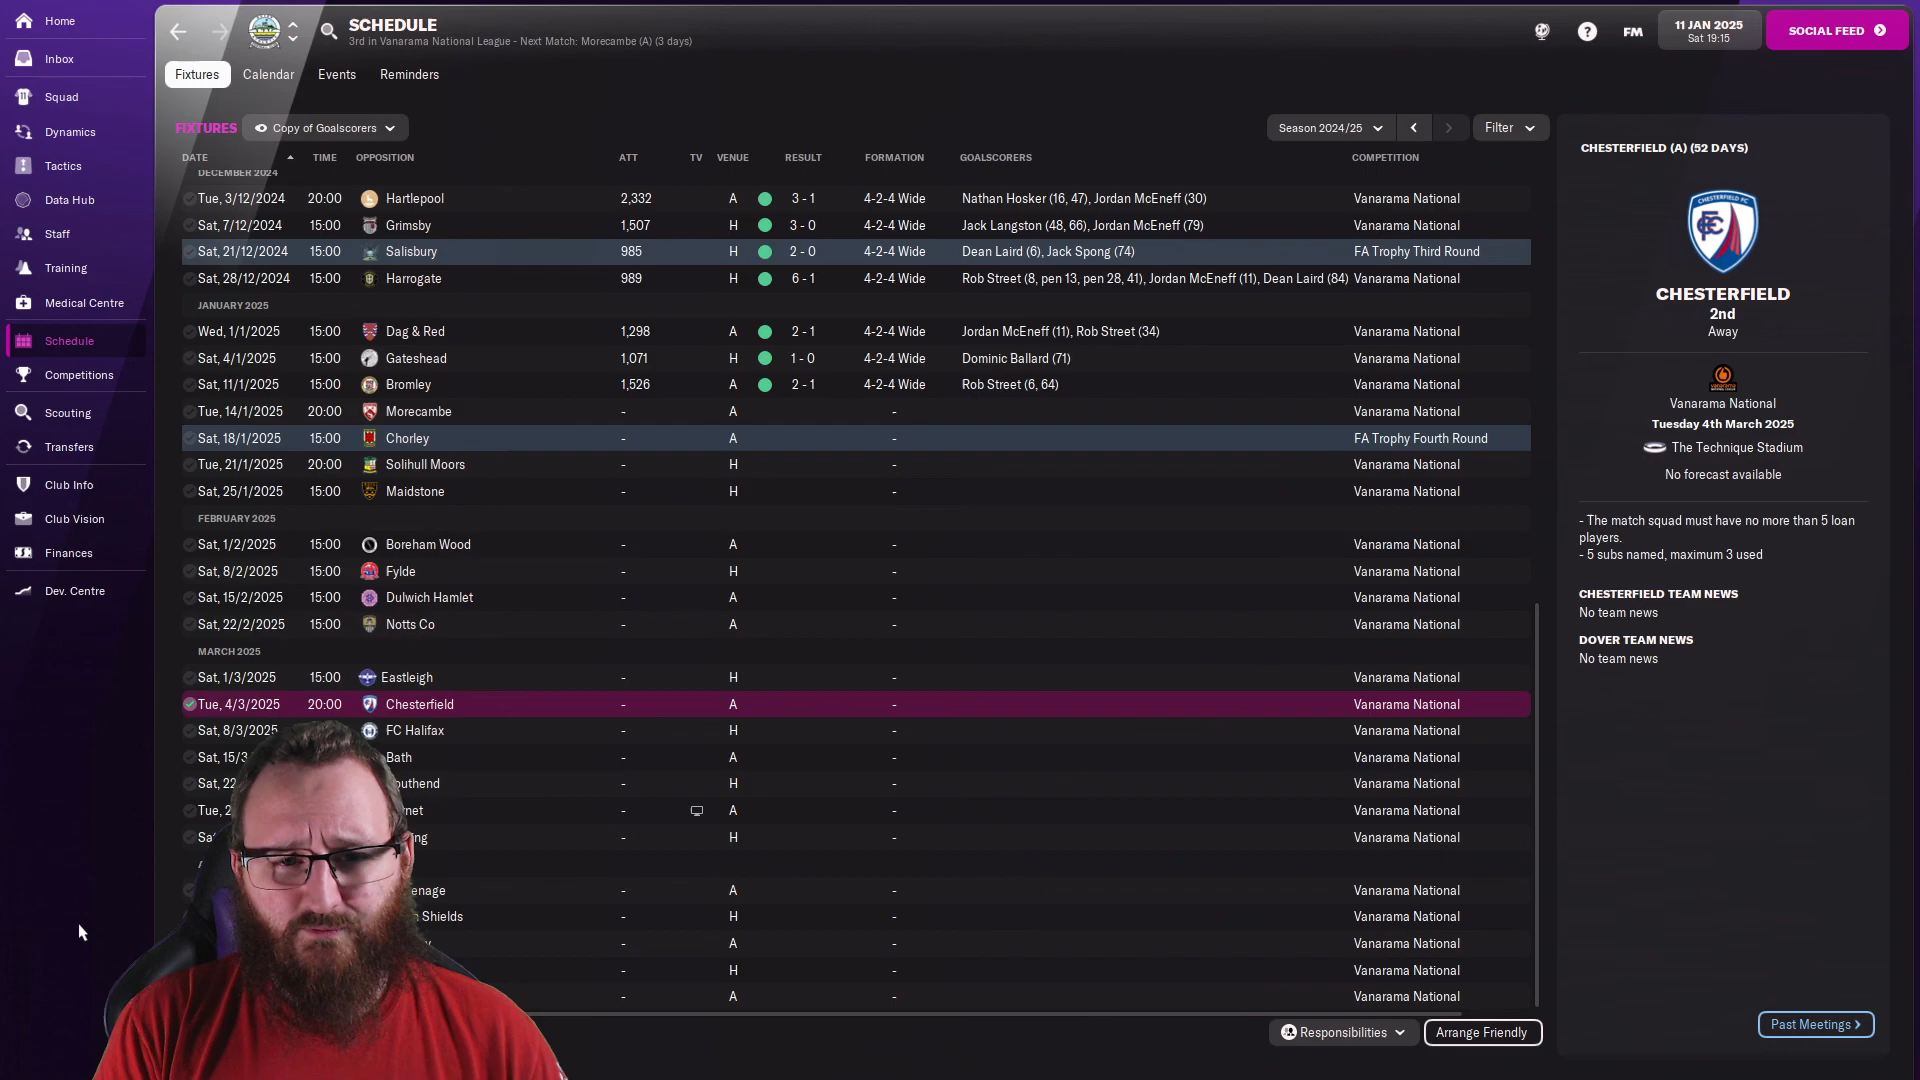 Home
Inbox
Squad
Dynamics
Tactics
Data Hub
Staff
Training
Medical Centre
Schedule
Competitions
Scouting
Transfers
Club Info
Club Vision
Finances
Dev. Centre
SCHEDULE
3rd in Vanarama National League - Next Match: Morecambe (A) (3 days)
FM
11 JAN 2025
Sat 19:15
SOCIAL FEED
Fixtures Calendar Events Reminders
FIXTURES Copy of Goalscorers Season 2024/25 Filter
DATE TIME OPPOSITION ATT TV VENUE RESULT FORMATION GOALSCORERS COMPETITION
DECEMBER 2024
Tue, 3/12/2024 20:00 Hartlepool 2,332 A 3 - 1 4-2-4 Wide Nathan Hosker (16, 47), Jordan McEneff (30) Vanarama National
Sat, 7/12/2024 15:00 Grimsby 1,507 H 3 - 0 4-2-4 Wide Jack Langston (48, 66), Jordan McEneff (79) Vanarama National
Sat, 21/12/2024 15:00 Salisbury 985 H 2 - 0 4-2-4 Wide Dean Laird (6), Jack Spong (74) FA Trophy Third Round
Sat, 28/12/2024 15:00 Harrogate 989 H 6 - 1 4-2-4 Wide Rob Street (8, pen 13, pen 28, 41), Jordan McEneff (11), Dean Laird (84) Vanarama National
JANUARY 2025
Wed, 1/1/2025 15:00 Dag & Red 1,298 A 2 - 1 4-2-4 Wide Jordan McEneff (11), Rob Street (34) Vanarama National
Sat, 4/1/2025 15:00 Gateshead 1,071 H 1 - 0 4-2-4 Wide Dominic Ballard (71) Vanarama National
Sat, 11/1/2025 15:00 Bromley 1,526 A 2 - 1 4-2-4 Wide Rob Street (6, 64) Vanarama National
Tue, 14/1/2025 20:00 Morecambe - A - Vanarama National
Sat, 18/1/2025 15:00 Chorley - A - FA Trophy Fourth Round
Tue, 21/1/2025 20:00 Solihull Moors - H - Vanarama National
Sat, 25/1/2025 15:00 Maidstone - H - Vanarama National
FEBRUARY 2025
Sat, 1/2/2025 15:00 Boreham Wood - A - Vanarama National
Sat, 8/2/2025 15:00 Fylde - H - Vanarama National
Sat, 15/2/2025 15:00 Dulwich Hamlet - A - Vanarama National
Sat, 22/2/2025 15:00 Notts Co - A - Vanarama National
MARCH 2025
Sat, 1/3/2025 15:00 Eastleigh - H - Vanarama National
Tue, 4/3/2025 20:00 Chesterfield - A - Vanarama National
Sat, 8/3/2025 FC Halifax - H - Vanarama National
Sat, 15/3 Bath - A - Vanarama National
Sat, 22 outhend - H - Vanarama National
Tue, 2 rnet - A - Vanarama National
Sat ng - H - Vanarama National
enage - A - Vanarama National
Shields - H - Vanarama National
y - A - Vanarama National
- H - Vanarama National
- A - Vanarama National
Responsibilities Arrange Friendly
CHESTERFIELD (A) (52 DAYS)
CHESTERFIELD FC
CHESTERFIELD
2nd
Away
Vanarama National
Tuesday 4th March 2025
The Technique Stadium
No forecast available
- The match squad must have no more than 5 loan
players.
- 5 subs named, maximum 3 used
CHESTERFIELD TEAM NEWS
No team news
DOVER TEAM NEWS
No team news
Past Meetings